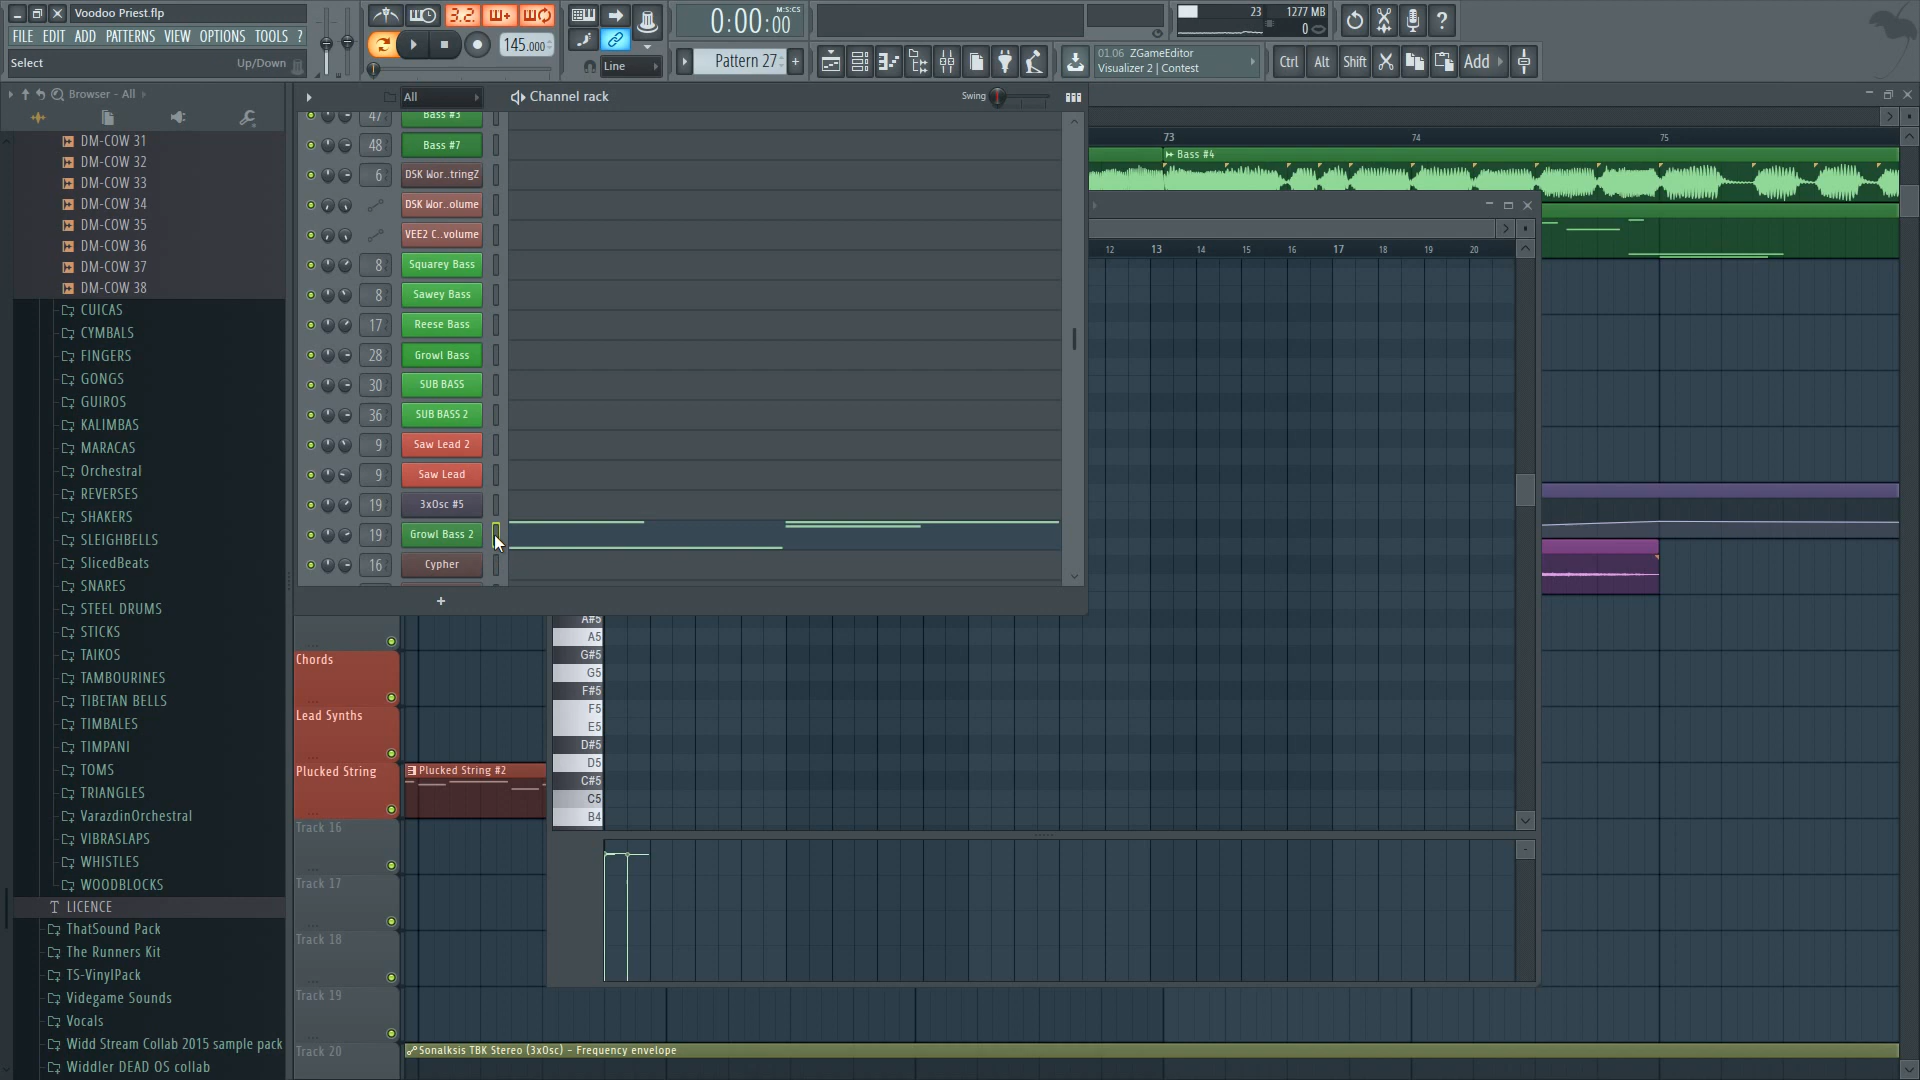 Voodoo Priest.flp
FILE EDIT ADD PATTERNS VIEW OPTIONS TOOLS ?
Select Up/Down
3.2.
145.000
Line
0:00:00
M:S:CS
Pattern 27 +
23
1277 MB
0
01.06 ZGameEditor
Visualizer 2 | Contest
Ctrl Alt Shift Add
Browser - All
DM-COW 31
DM-COW 32
DM-COW 33
DM-COW 34
DM-COW 35
DM-COW 36
DM-COW 37
DM-COW 38
CUICAS
CYMBALS
FINGERS
GONGS
GUIROS
KALIMBAS
MARACAS
Orchestral
REVERSES
SHAKERS
SLEIGHBELLS
SlicedBeats
SNARES
STEEL DRUMS
STICKS
TAIKOS
TAMBOURINES
TIBETAN BELLS
TIMBALES
TIMPANI
TOMS
TRIANGLES
VarazdinOrchestral
VIBRASLAPS
WHISTLES
WOODBLOCKS
LICENCE
ThatSound Pack
The Runners Kit
TS-VinylPack
Videgame Sounds
Vocals
Widd Stream Collab 2015 sample pack
Widdler DEAD OS collab
All
Channel rack
Swing
47 Bass #3
48 Bass #7
6 DSK Wor..tringZ
DSK Wor..olume
VEE2 C..volume
8 Squarey Bass
8 Sawey Bass
17 Reese Bass
28 Growl Bass
30 SUB BASS
36 SUB BASS 2
9 Saw Lead 2
9 Saw Lead
19 3xOsc #5
19 Growl Bass 2
16 Cypher
+
73 74 75
Bass #4
12 13 14 15 16 17 18 19 20
A#5
A5
G#5
G5
F#5
F5
E5
D#5
D5
C#5
C5
B4
Chords
Lead Synths
Plucked String
Plucked String #2
Track 16
Track 17
Track 18
Track 19
Track 20
Sonalksis TBK Stereo (3xOsc) - Frequency envelope